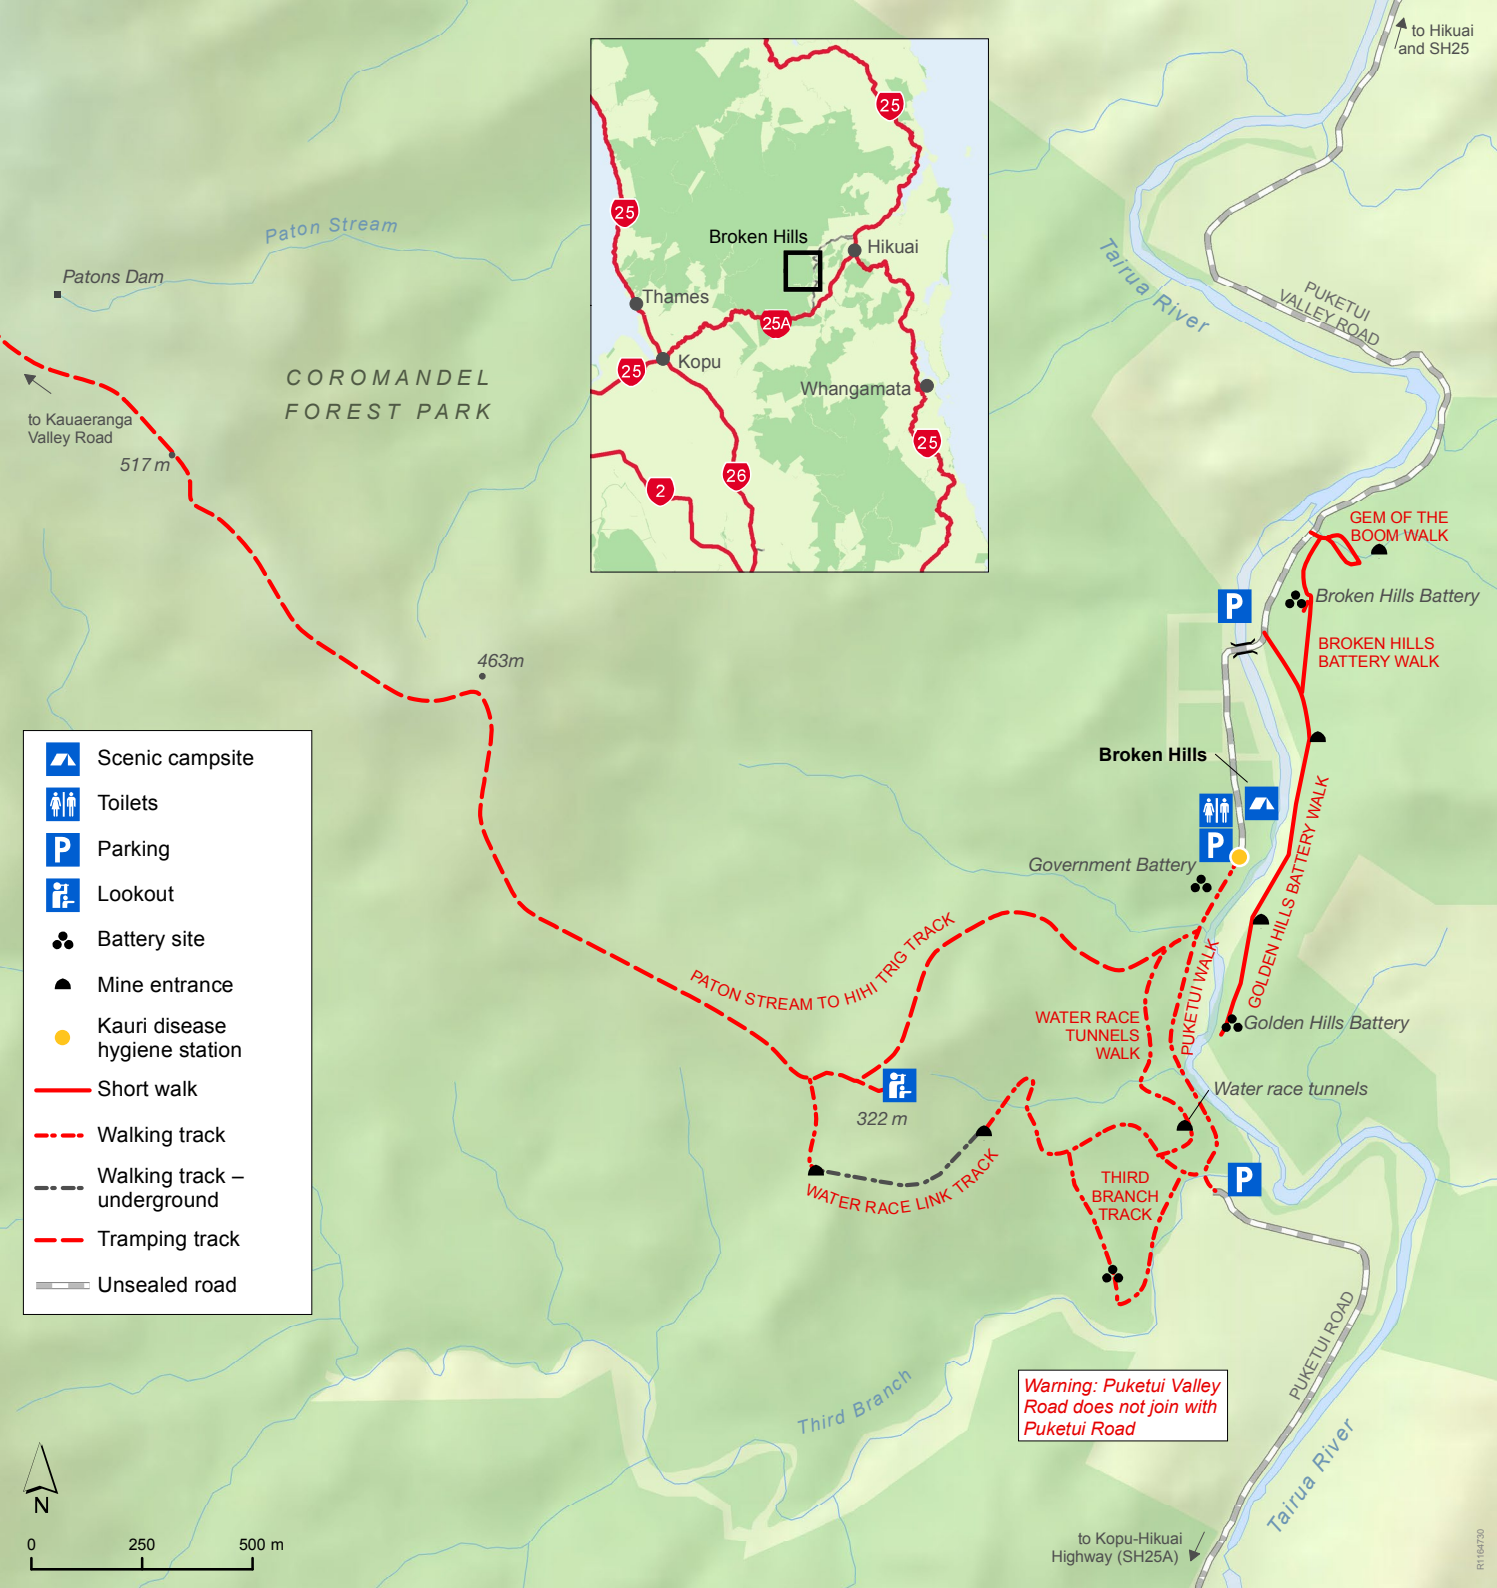 to Hikuai
and SH25
25
25
Broken Hills
Hikuai
Thames
25A
Kopu
25
Whangamata
25
26
2
Paton Stream
Patons Dam
COROMANDEL
FOREST PARK
to Kauaeranga
Valley Road
517 m
463m
Tairua River
PUKETUI
VALLEY ROAD
GEM OF THE
BOOM WALK
P
Broken Hills Battery
BROKEN HILLS
BATTERY WALK
Broken Hills
P
Government Battery
GOLDEN HILLS BATTERY WALK
PATON STREAM TO HIHI TRIG TRACK
PUKETUI WALK
WATER RACE
TUNNELS
WALK
Golden Hills Battery
Water race tunnels
322 m
WATER RACE LINK TRACK
THIRD
BRANCH
TRACK
P
PUKETUI ROAD
Third Branch
Warning: Puketui Valley
Road does not join with
Puketui Road
Tairua River
to Kopu-Hikuai
Highway (SH25A)
R1164730
Scenic campsite
Toilets
P Parking
Lookout
Battery site
Mine entrance
Kauri disease
hygiene station
Short walk
Walking track
Walking track –
underground
Tramping track
Unsealed road
N
0 250 500 m